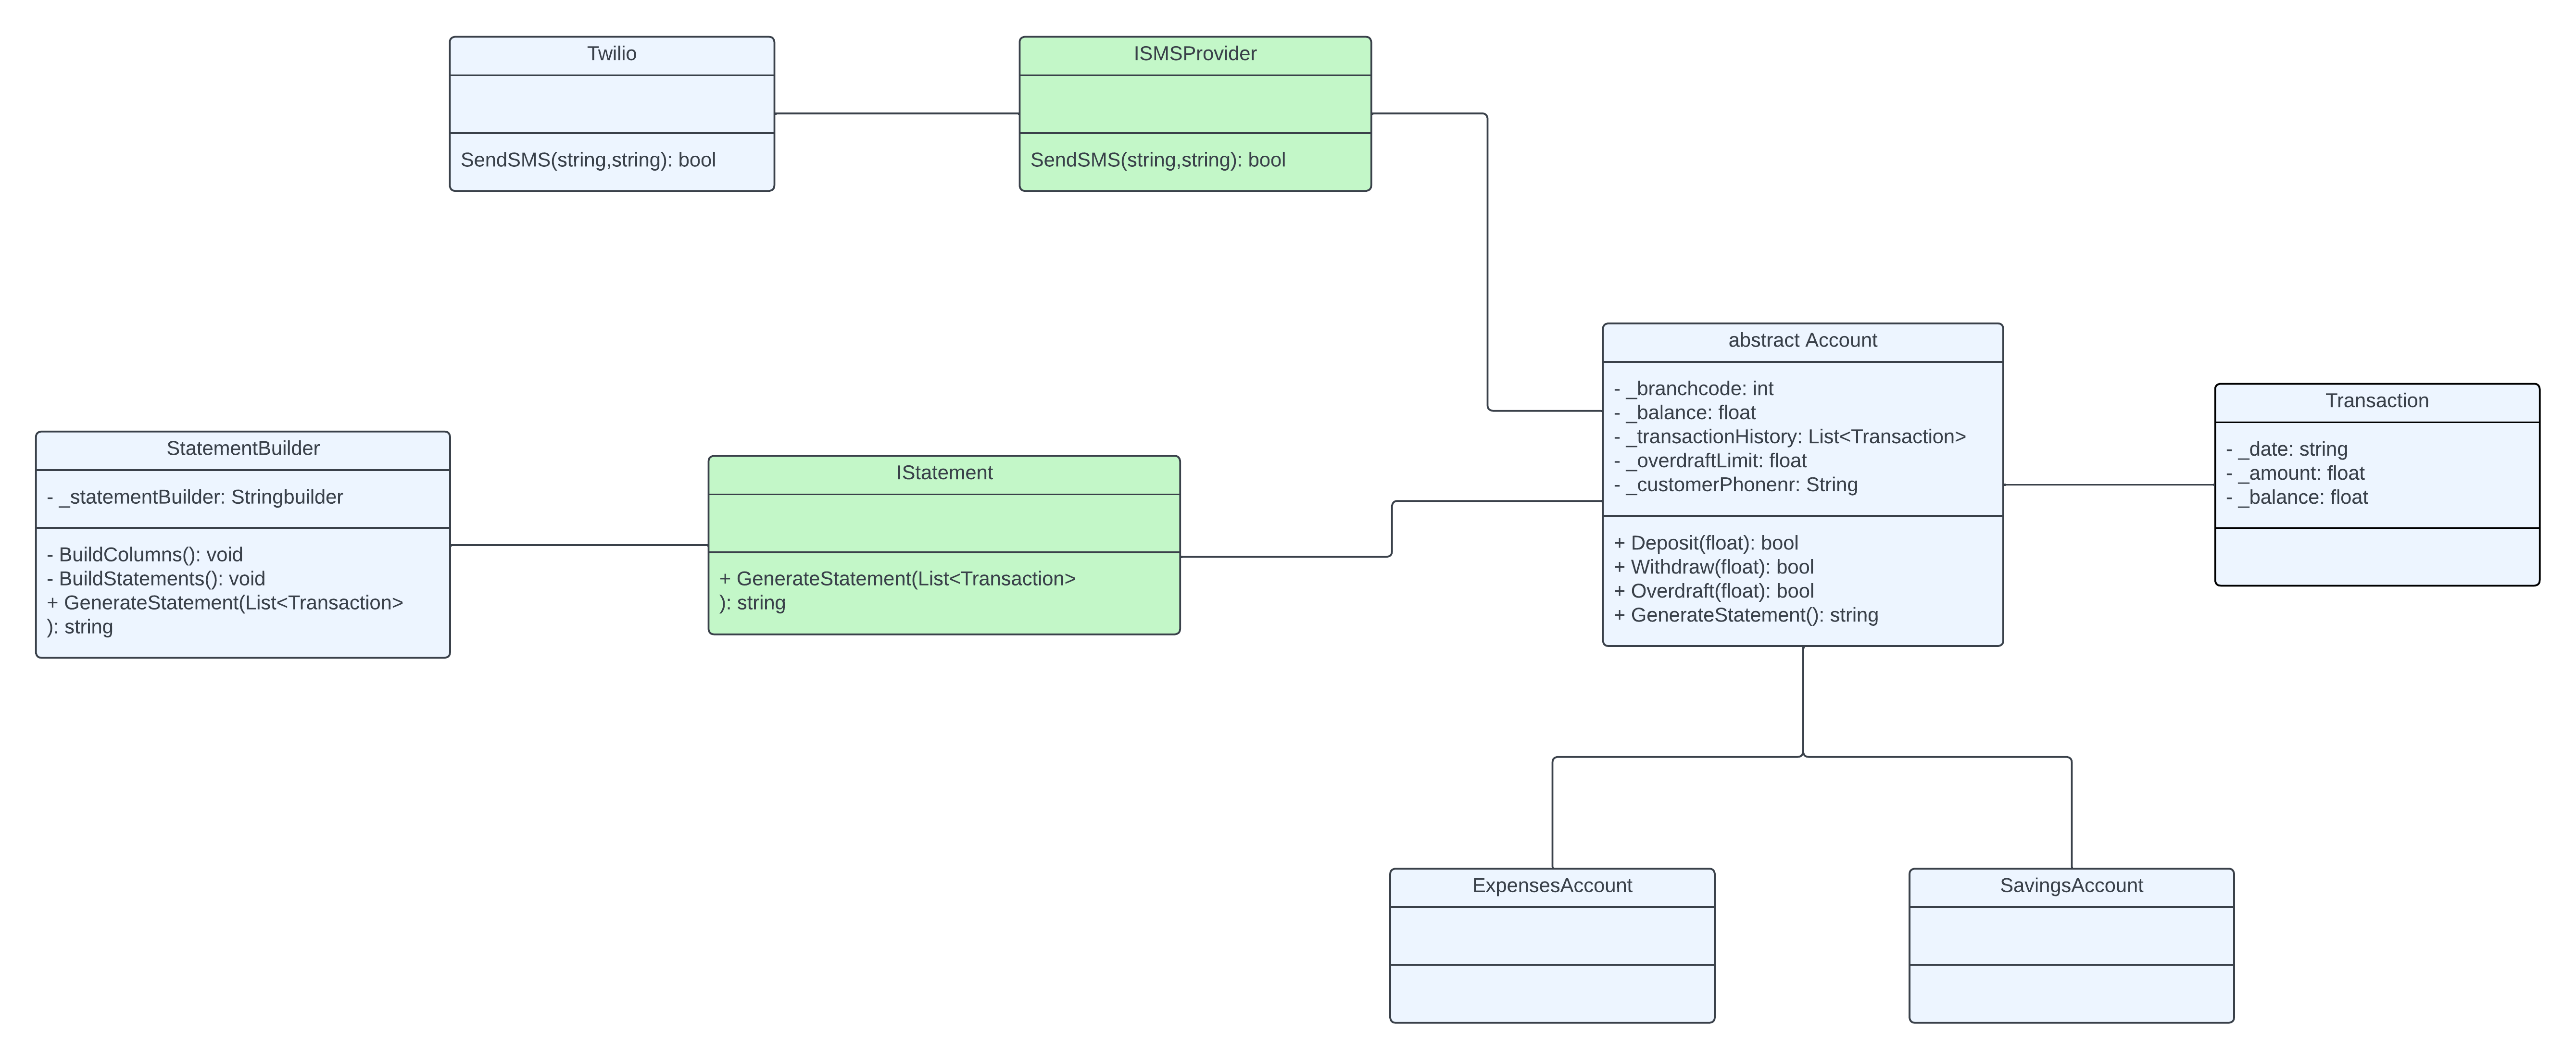 Twilio
SendSMS(string,string): bool
ISMSProvider
SendSMS(string,string): bool
abstract Account
- _branchcode: int
- _balance: float
- _transactionHistory: List<Transaction>
- _overdraftLimit: float
- _customerPhonenr: String
+ Deposit(float): bool
+ Withdraw(float): bool
+ Overdraft(float): bool
+ GenerateStatement(): string
Transaction
- _date: string
- _amount: float
- _balance: float
StatementBuilder
- _statementBuilder: Stringbuilder
- BuildColumns(): void
- BuildStatements(): void
+ GenerateStatement(List<Transaction>
): string
IStatement
+ GenerateStatement(List<Transaction>
): string
ExpensesAccount
SavingsAccount